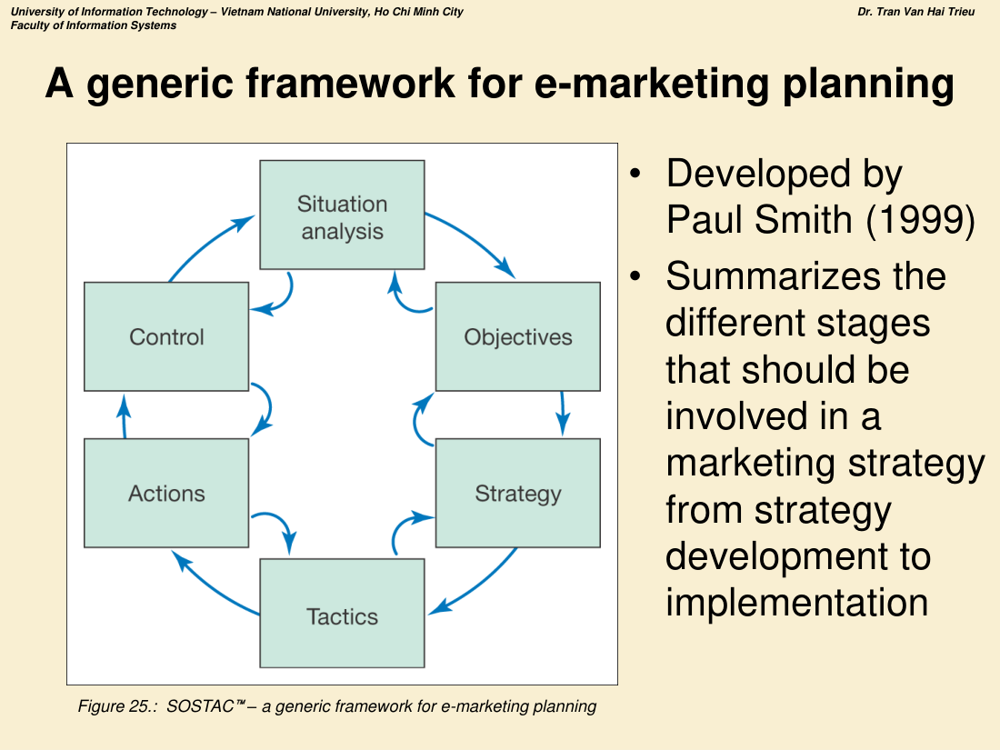 University of Information Technology – Vietnam National University, Ho Chi Minh City
Faculty of Information Systems
Dr. Tran Van Hai Trieu
A generic framework for e-marketing planning
Situation
analysis
Control
Objectives
Actions
Strategy
Tactics
Figure 25.: SOSTAC™ – a generic framework for e-marketing planning
• Developed by
Paul Smith (1999)
• Summarizes the
different stages
that should be
involved in a
marketing strategy
from strategy
development to
implementation